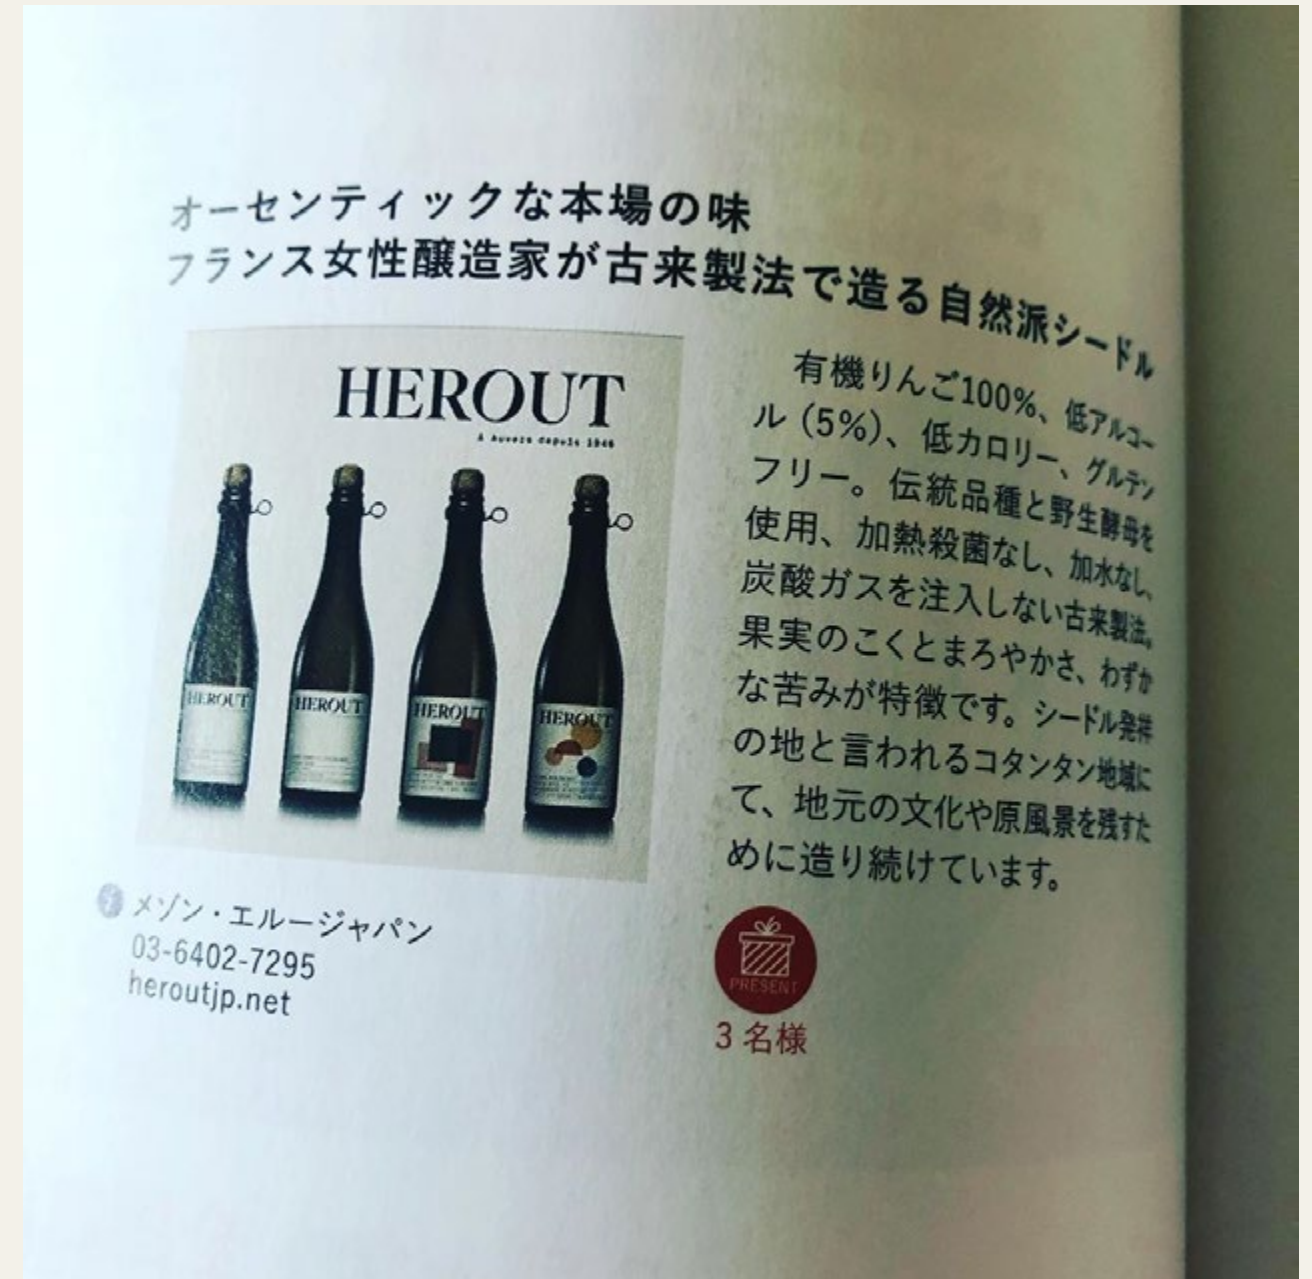 オーセンティックな本場の味
フランス女性醸造家が古来製法で造る自然派シードル
HEROUT
À Auvers depuis 1946
HEROUT
HEROUT
HEROUT
HEROUT
有機りんご100%、低アルコー
ル（5%）、低カロリー、グルテン
フリー。伝統品種と野生酵母を
使用、加熱殺菌なし、加水なし、
炭酸ガスを注入しない古来製法。
果実のこくとまろやかさ、わずか
な苦みが特徴です。シードル発祥
の地と言われるコタンタン地域に
て、地元の文化や原風景を残すた
めに造り続けています。
メゾン・エルージャパン
03-6402-7295
heroutjp.net
PRESENT
3 名様